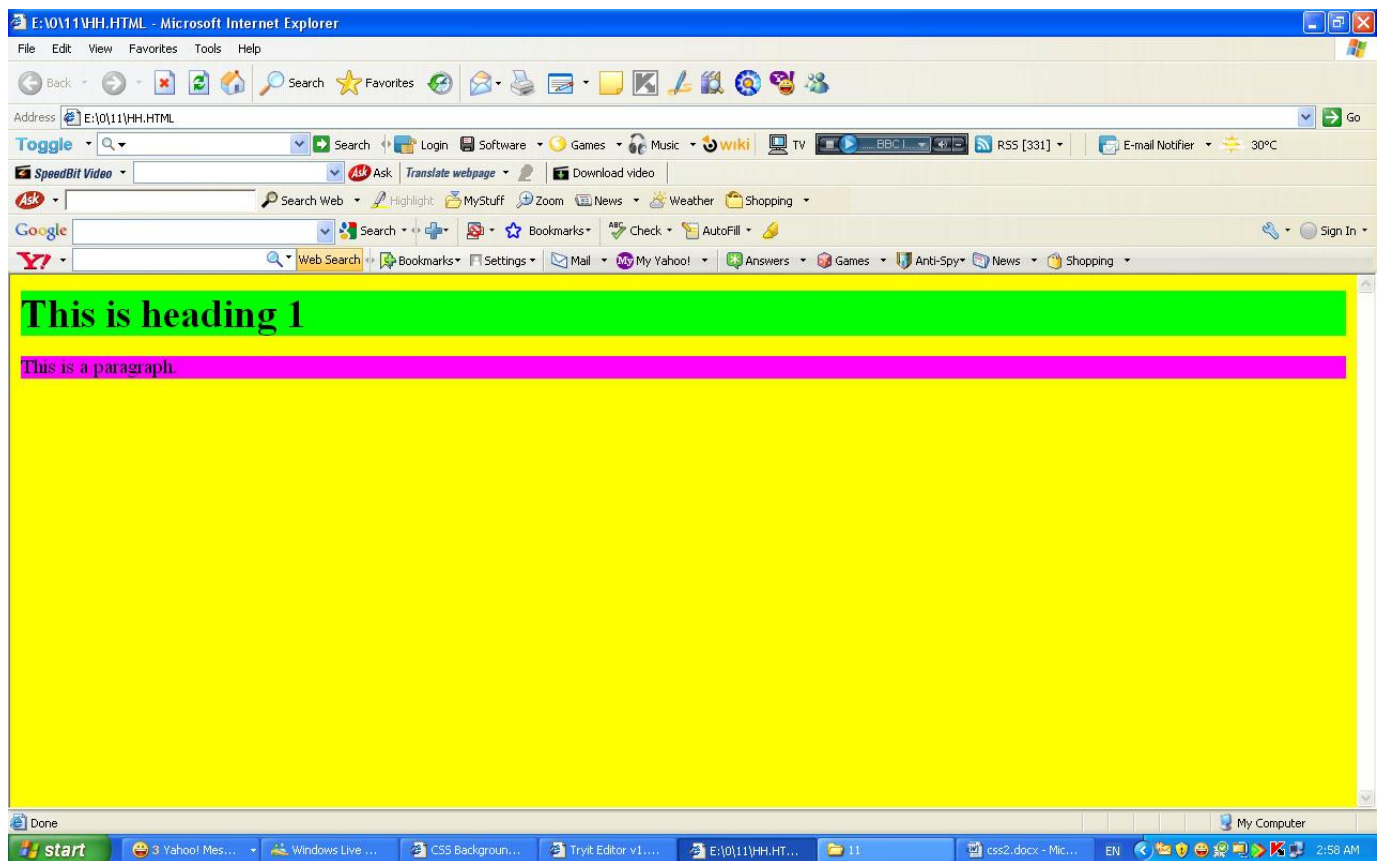 E:\0\11\HH.HTML - Microsoft Internet Explorer
File Edit View Favorites Tools Help
Back Search Favorites
Address E:\0\11\HH.HTML Go
Toggle Search Login Software Games Music wiki TV BBC RSS [331] E-mail Notifier 30°C
SpeedBit Video Ask Translate webpage Download video
Ask Search Web Highlight MyStuff Zoom News Weather Shopping
Google Search Bookmarks Check AutoFill Sign In
Y7 Web Search Bookmarks Settings Mail My Yahoo! Answers Games Anti-Spy News Shopping
This is heading 1
This is a paragraph.
Done My Computer
start 3 Yahoo! Mes... Windows Live ... CSS Backgroun... Tryit Editor v1.... E:\0\11\HH.HT... 11 css2.docx - Mic... EN 2:58 AM